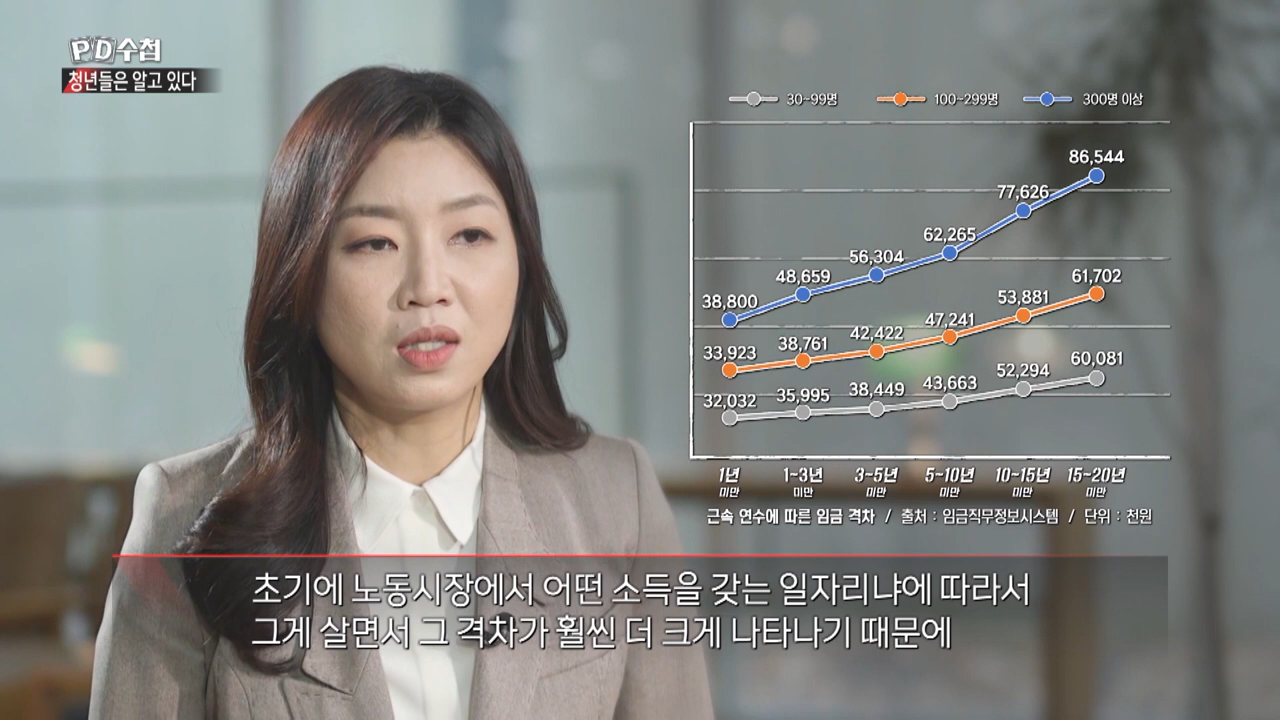 PD수첩
청년들은 알고 있다
30~99명 100~299명 300명 이상
86,544
77,626
62,265
56,304
48,659
38,800
61,702
53,881
47,241
42,422
38,761
33,923
60,081
52,294
43,663
38,449
35,995
32,032
1년 1~3년 3~5년 5~10년 10~15년 15~20년
미만 미만 미만 미만 미만 미만
근속 연수에 따른 임금 격차 / 출처 : 임금직무정보시스템 / 단위 : 천원
초기에 노동시장에서 어떤 소득을 갖는 일자리냐에 따라서
그게 살면서 그 격차가 훨씬 더 크게 나타나기 때문에